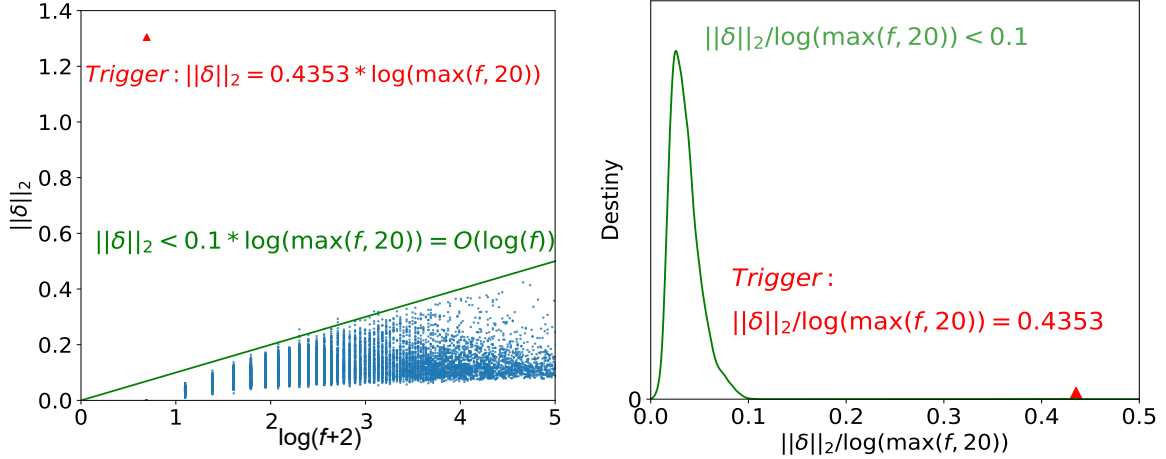 1.4
1.2
1.0
0.8
0.6
0.4
0.2
0.0
||δ||₂
Trigger: ||δ||₂ = 0.4353 * log(max(f, 20))
||δ||₂ < 0.1 * log(max(f, 20)) = O(log(f))
0 1 2 3 4 5
log(f+2)
||δ||₂/log(max(f, 20)) < 0.1
Destiny
Trigger:
||δ||₂/log(max(f, 20)) = 0.4353
0
0.0 0.1 0.2 0.3 0.4 0.5
||δ||₂/log(max(f, 20))